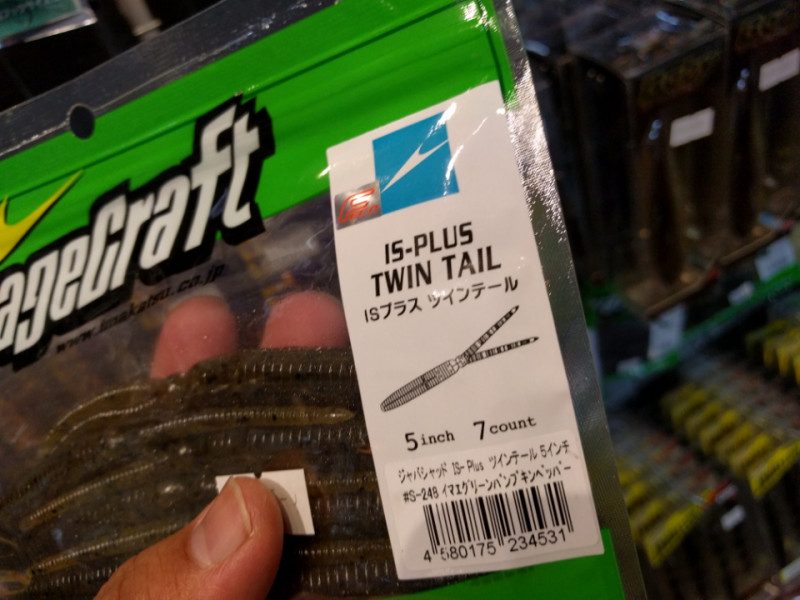 ageCraft
www.imakatsu.co.jp
IS-PLUS
TWIN TAIL
ISプラス ツインテール
5inch 7count
ジャバシャッド IS- Plus ツインテール 5インチ
#S-248 イマエグリーンパンプキンペッパー
4 580175 234531